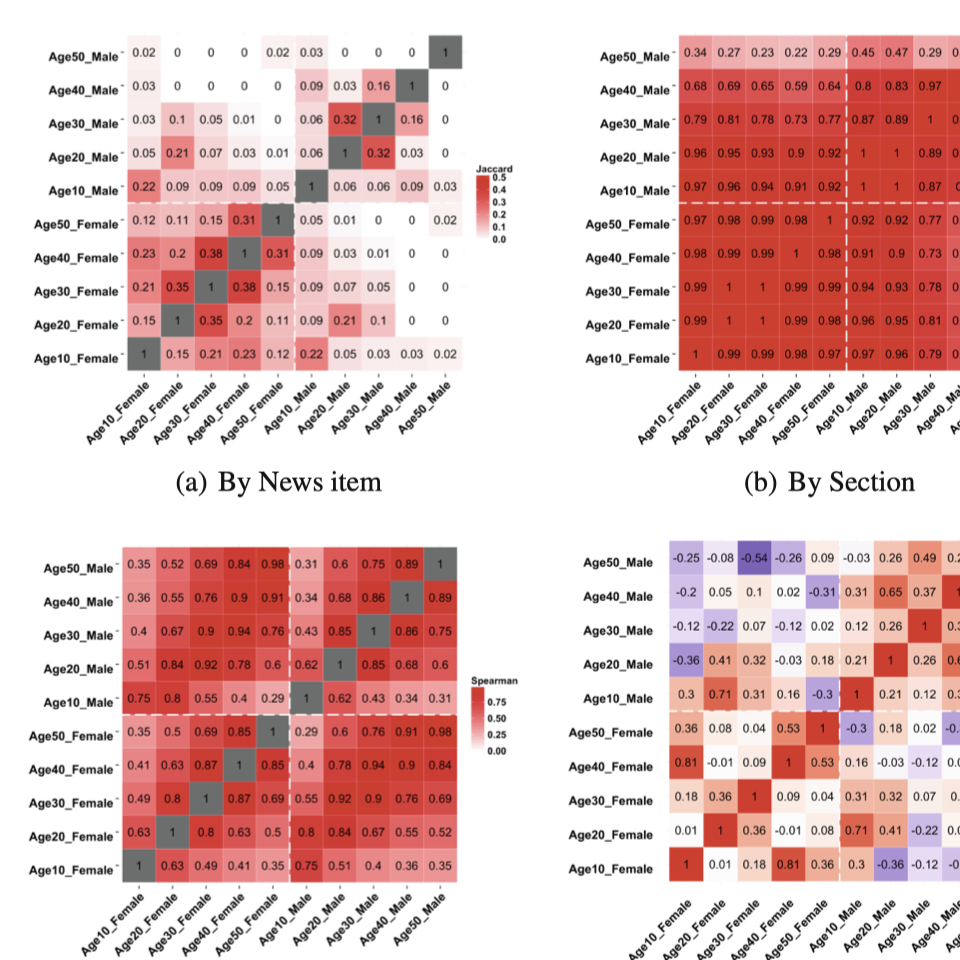 Age50_Male 0.02 0 0 0 0.02 0.03 0 0 0 1
Age40_Male 0.03 0 0 0 0 0.09 0.03 0.16 1 0
Age30_Male 0.03 0.1 0.05 0.01 0 0.06 0.32 1 0.16 0
Age20_Male 0.05 0.21 0.07 0.03 0.01 0.06 1 0.32 0.03 0
Age10_Male 0.22 0.09 0.09 0.09 0.05 1 0.06 0.06 0.09 0.03
Age50_Female 0.12 0.11 0.15 0.31 1 0.05 0.01 0 0 0.02
Age40_Female 0.23 0.2 0.38 1 0.31 0.09 0.03 0.01 0 0
Age30_Female 0.21 0.35 1 0.38 0.15 0.09 0.07 0.05 0 0
Age20_Female 0.15 1 0.35 0.2 0.11 0.09 0.21 0.1 0 0
Age10_Female 1 0.15 0.21 0.23 0.12 0.22 0.05 0.03 0.03 0.02
Age10_Female Age20_Female Age30_Female Age40_Female Age50_Female Age10_Male Age20_Male Age30_Male Age40_Male Age50_Male
Jaccard
0.5
0.4
0.3
0.2
0.1
0.0
(a) By News item
Age50_Male 0.34 0.27 0.23 0.22 0.29 0.45 0.47 0.29
Age40_Male 0.68 0.69 0.65 0.59 0.64 0.8 0.83 0.97
Age30_Male 0.79 0.81 0.78 0.73 0.77 0.87 0.89 1
Age20_Male 0.96 0.95 0.93 0.9 0.92 1 1 0.89
Age10_Male 0.97 0.96 0.94 0.91 0.92 1 1 0.87
Age50_Female 0.97 0.98 0.99 0.98 1 0.92 0.92 0.77
Age40_Female 0.98 0.99 0.99 1 0.98 0.91 0.9 0.73
Age30_Female 0.99 1 1 0.99 0.99 0.94 0.93 0.78
Age20_Female 0.99 1 1 0.99 0.98 0.96 0.95 0.81
Age10_Female 1 0.99 0.99 0.98 0.97 0.97 0.96 0.79
Age10_Female Age20_Female Age30_Female Age40_Female Age50_Female Age10_Male Age20_Male Age30_Male
(b) By Section
Age50_Male 0.35 0.52 0.69 0.84 0.98 0.31 0.6 0.75 0.89 1
Age40_Male 0.36 0.55 0.76 0.9 0.91 0.34 0.68 0.86 1 0.89
Age30_Male 0.4 0.67 0.9 0.94 0.76 0.43 0.85 1 0.86 0.75
Age20_Male 0.51 0.84 0.92 0.78 0.6 0.62 1 0.85 0.68 0.6
Age10_Male 0.75 0.8 0.55 0.4 0.29 1 0.62 0.43 0.34 0.31
Age50_Female 0.35 0.5 0.69 0.85 1 0.29 0.6 0.76 0.91 0.98
Age40_Female 0.41 0.63 0.87 1 0.85 0.4 0.78 0.94 0.9 0.84
Age30_Female 0.49 0.8 1 0.87 0.69 0.55 0.92 0.9 0.76 0.69
Age20_Female 0.63 1 0.8 0.63 0.5 0.8 0.84 0.67 0.55 0.52
Age10_Female 1 0.63 0.49 0.41 0.35 0.75 0.51 0.4 0.36 0.35
Age10_Female Age20_Female Age30_Female Age40_Female Age50_Female Age10_Male Age20_Male Age30_Male Age40_Male Age50_Male
Spearman
0.75
0.50
0.25
0.00
Age50_Male -0.25 -0.08 -0.54 -0.26 0.09 -0.03 0.26 0.49
Age40_Male -0.2 0.05 0.1 0.02 -0.31 0.31 0.65 0.37
Age30_Male -0.12 -0.22 0.07 -0.12 0.02 0.12 0.26 1
Age20_Male -0.36 0.41 0.32 -0.03 0.18 0.21 1 0.26
Age10_Male 0.3 0.71 0.31 0.16 -0.3 1 0.21 0.12
Age50_Female 0.36 0.08 0.04 0.53 1 -0.3 0.18 0.02
Age40_Female 0.81 -0.01 0.09 1 0.53 0.16 -0.03 -0.12
Age30_Female 0.18 0.36 1 0.09 0.04 0.31 0.32 0.07
Age20_Female 0.01 1 0.36 -0.01 0.08 0.71 0.41 -0.22
Age10_Female 1 0.01 0.18 0.81 0.36 0.3 -0.36 -0.12
Age10_Female Age20_Female Age30_Female Age40_Female Age50_Female Age10_Male Age20_Male Age30_Male Age40_Male